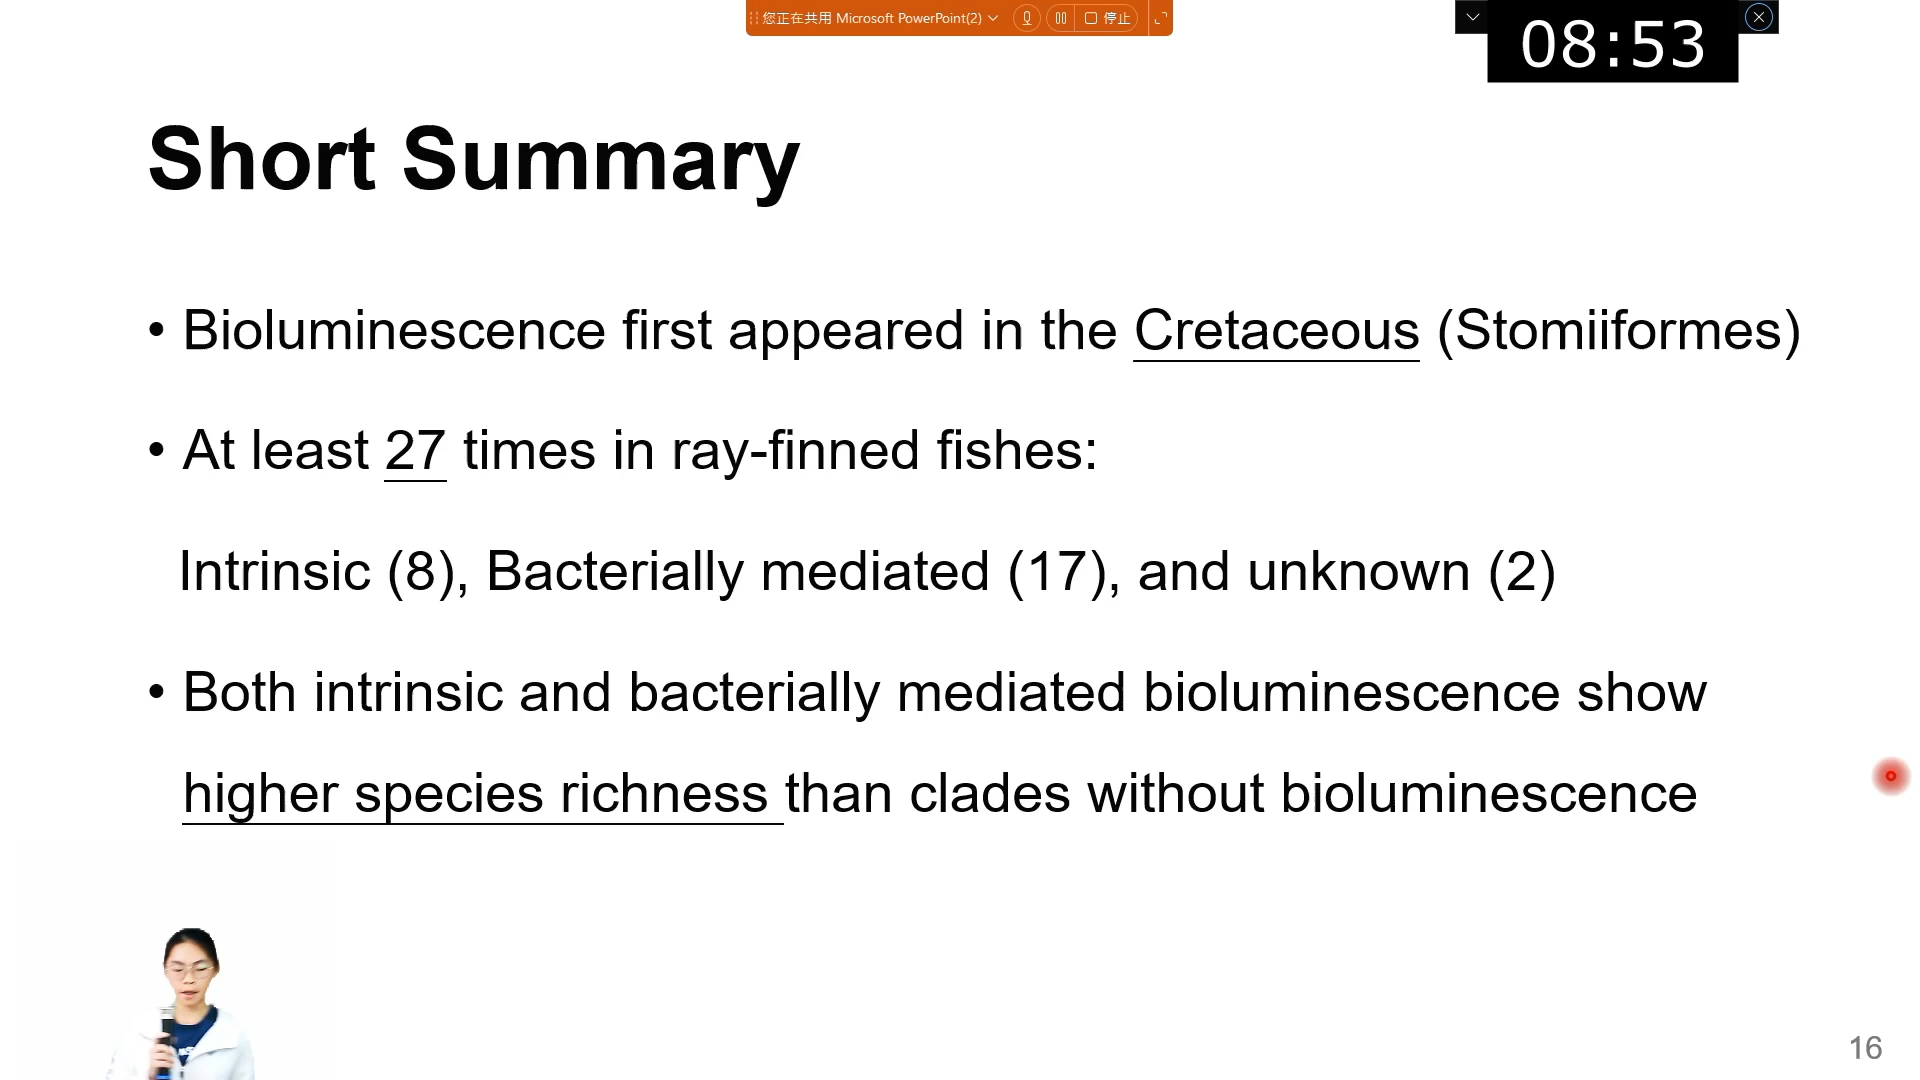 您正在共用 Microsoft PowerPoint(2)
停止
08:53
Short Summary
• Bioluminescence first appeared in the Cretaceous (Stomiiformes)
• At least 27 times in ray-finned fishes:
Intrinsic (8), Bacterially mediated (17), and unknown (2)
• Both intrinsic and bacterially mediated bioluminescence show
higher species richness than clades without bioluminescence
16